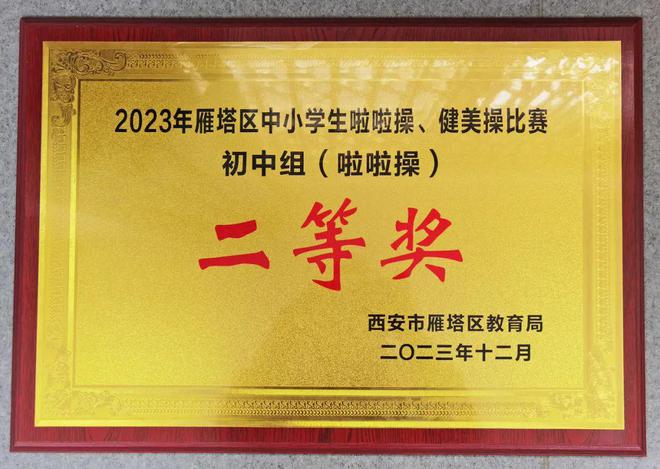 2023年雁塔区中小学生啦啦操、健美操比赛
初中组（啦啦操）
二等奖
西安市雁塔区教育局
二〇二三年十二月